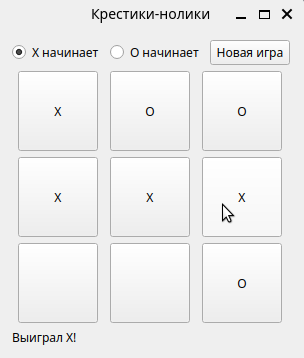 Крестики-нолики
X начинает O начинает Новая игра
X O O
X X X
O
Выиграл X!